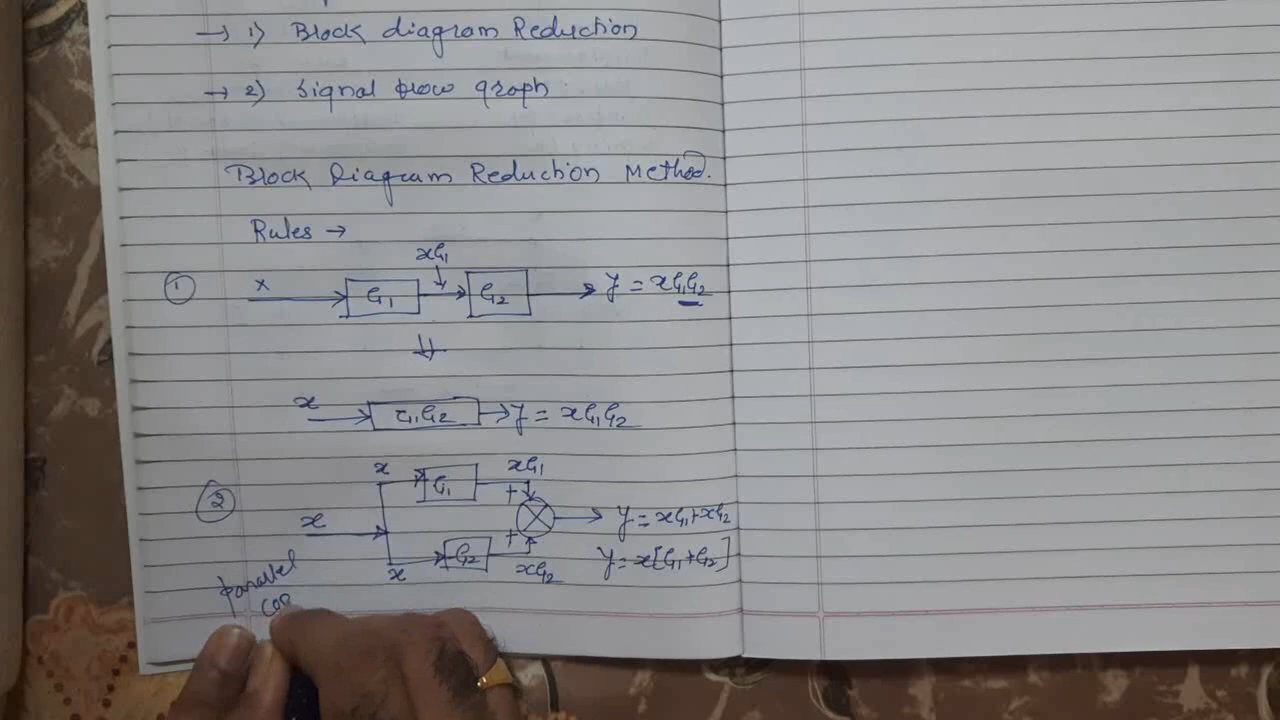 → 1) Block diagram Reduction
→ 2) Signal flow graph
Block Diagram Reduction Method.
Rules →
xG1
① x G1 G2 y = xG1G2
x G1G2 y = xG1G2
x G1 xG1
② x + y = xG1+xG2
+
x G2 xG2 y = x[G1+G2]
parallel
con